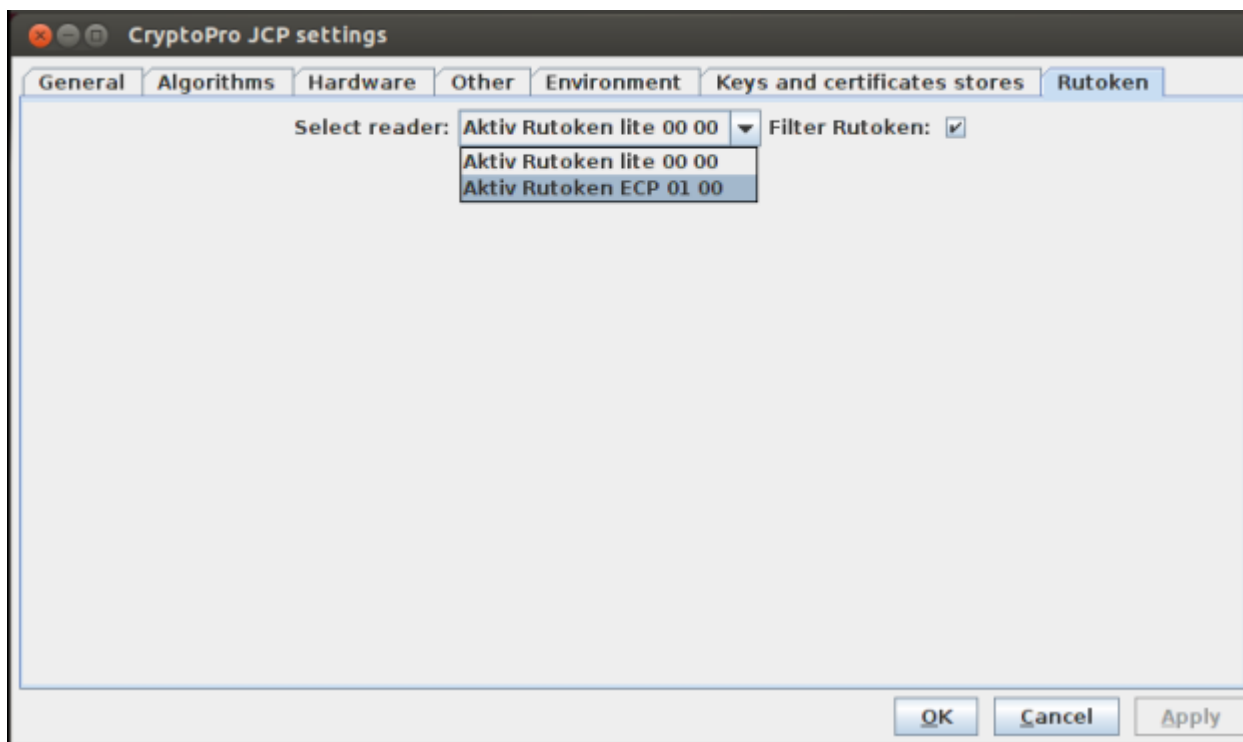 CryptoPro JCP settings
General Algorithms Hardware Other Environment Keys and certificates stores Rutoken
Select reader: Aktiv Rutoken lite 00 00 Filter Rutoken:
Aktiv Rutoken lite 00 00
Aktiv Rutoken ECP 01 00
OK Cancel Apply